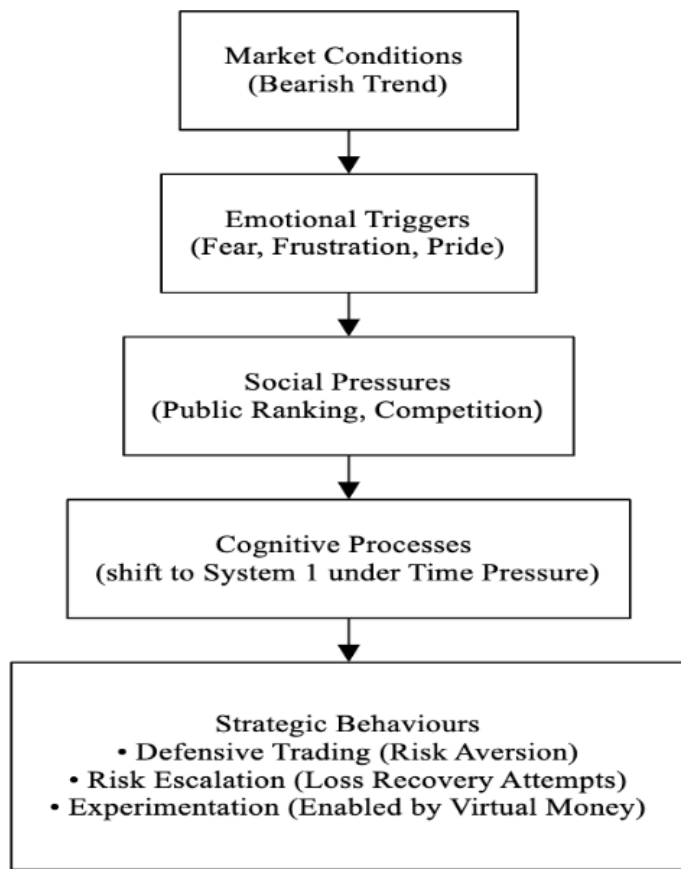 Market Conditions
(Bearish Trend)
Emotional Triggers
(Fear, Frustration, Pride)
Social Pressures
(Public Ranking, Competition)
Cognitive Processes
(shift to System 1 under Time Pressure)
Strategic Behaviours
• Defensive Trading (Risk Aversion)
• Risk Escalation (Loss Recovery Attempts)
• Experimentation (Enabled by Virtual Money)